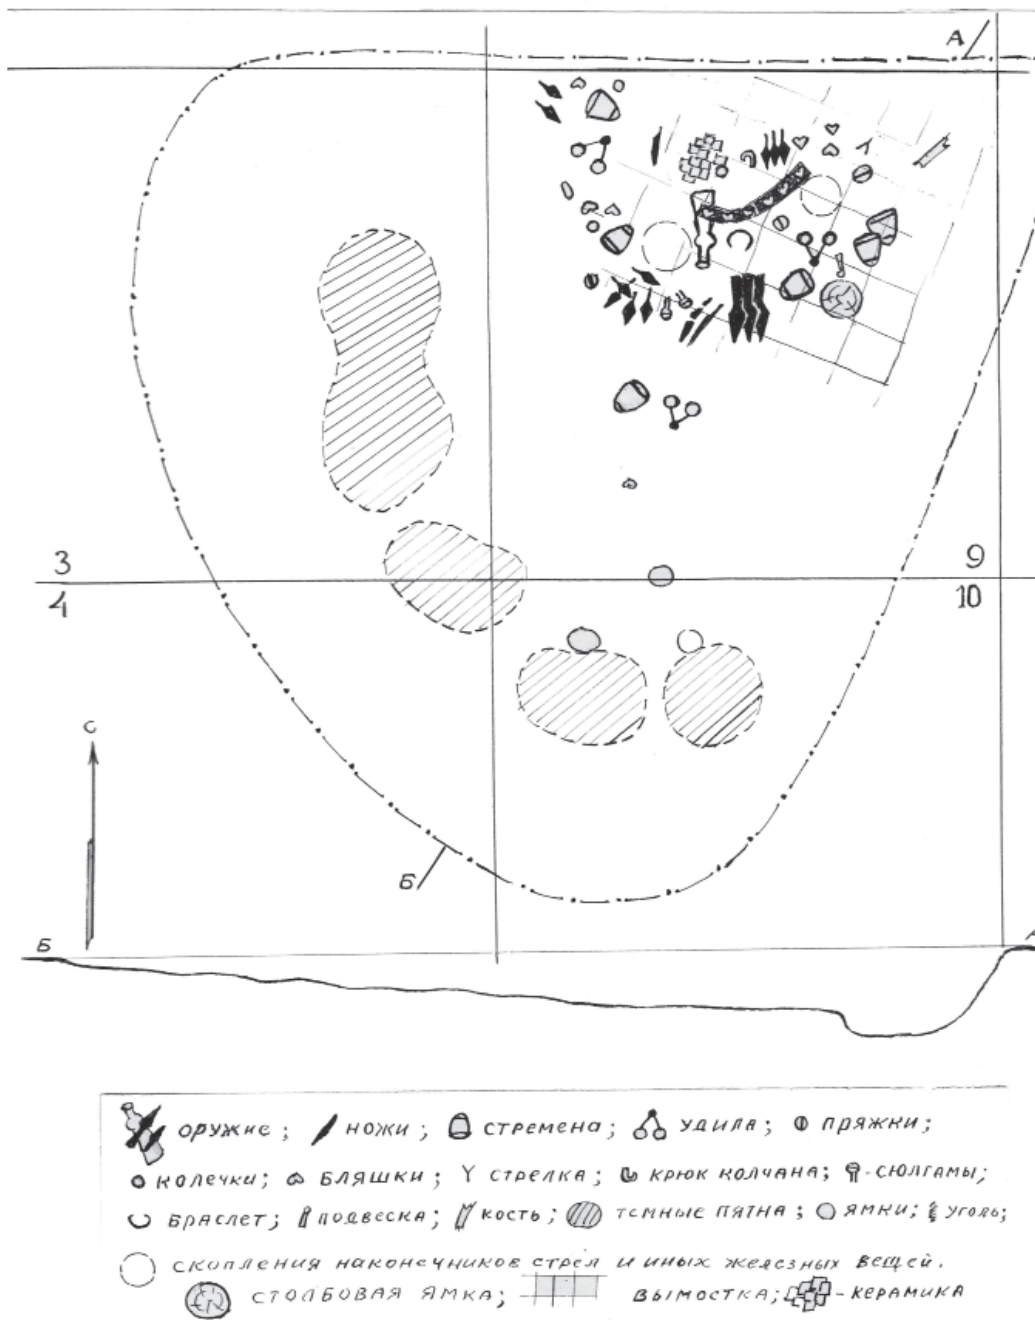 А
3
4
9
10
С
Б
Б
А
ОРУЖИЕ; НОЖИ; СТРЕМЕНА; УДИЛА; ПРЯЖКИ;
КОЛЕЧКИ; БЛЯШКИ; СТРЕЛКА; КРЮК КОЛЧАНА; -СЮЛГАМЫ;
БРАСЛЕТ; ПОДВЕСКА; КОСТЬ; ТЕМНЫЕ ПЯТНА; ЯМКИ; УГОЛЬ;
СКОПЛЕНИЯ НАКОНЕЧНИКОВ СТРЕЛ И ИНЫХ ЖЕЛЕЗНЫХ ВЕЩЕЙ.
СТОЛБОВАЯ ЯМКА; ВЫМОСТКА; -КЕРАМИКА